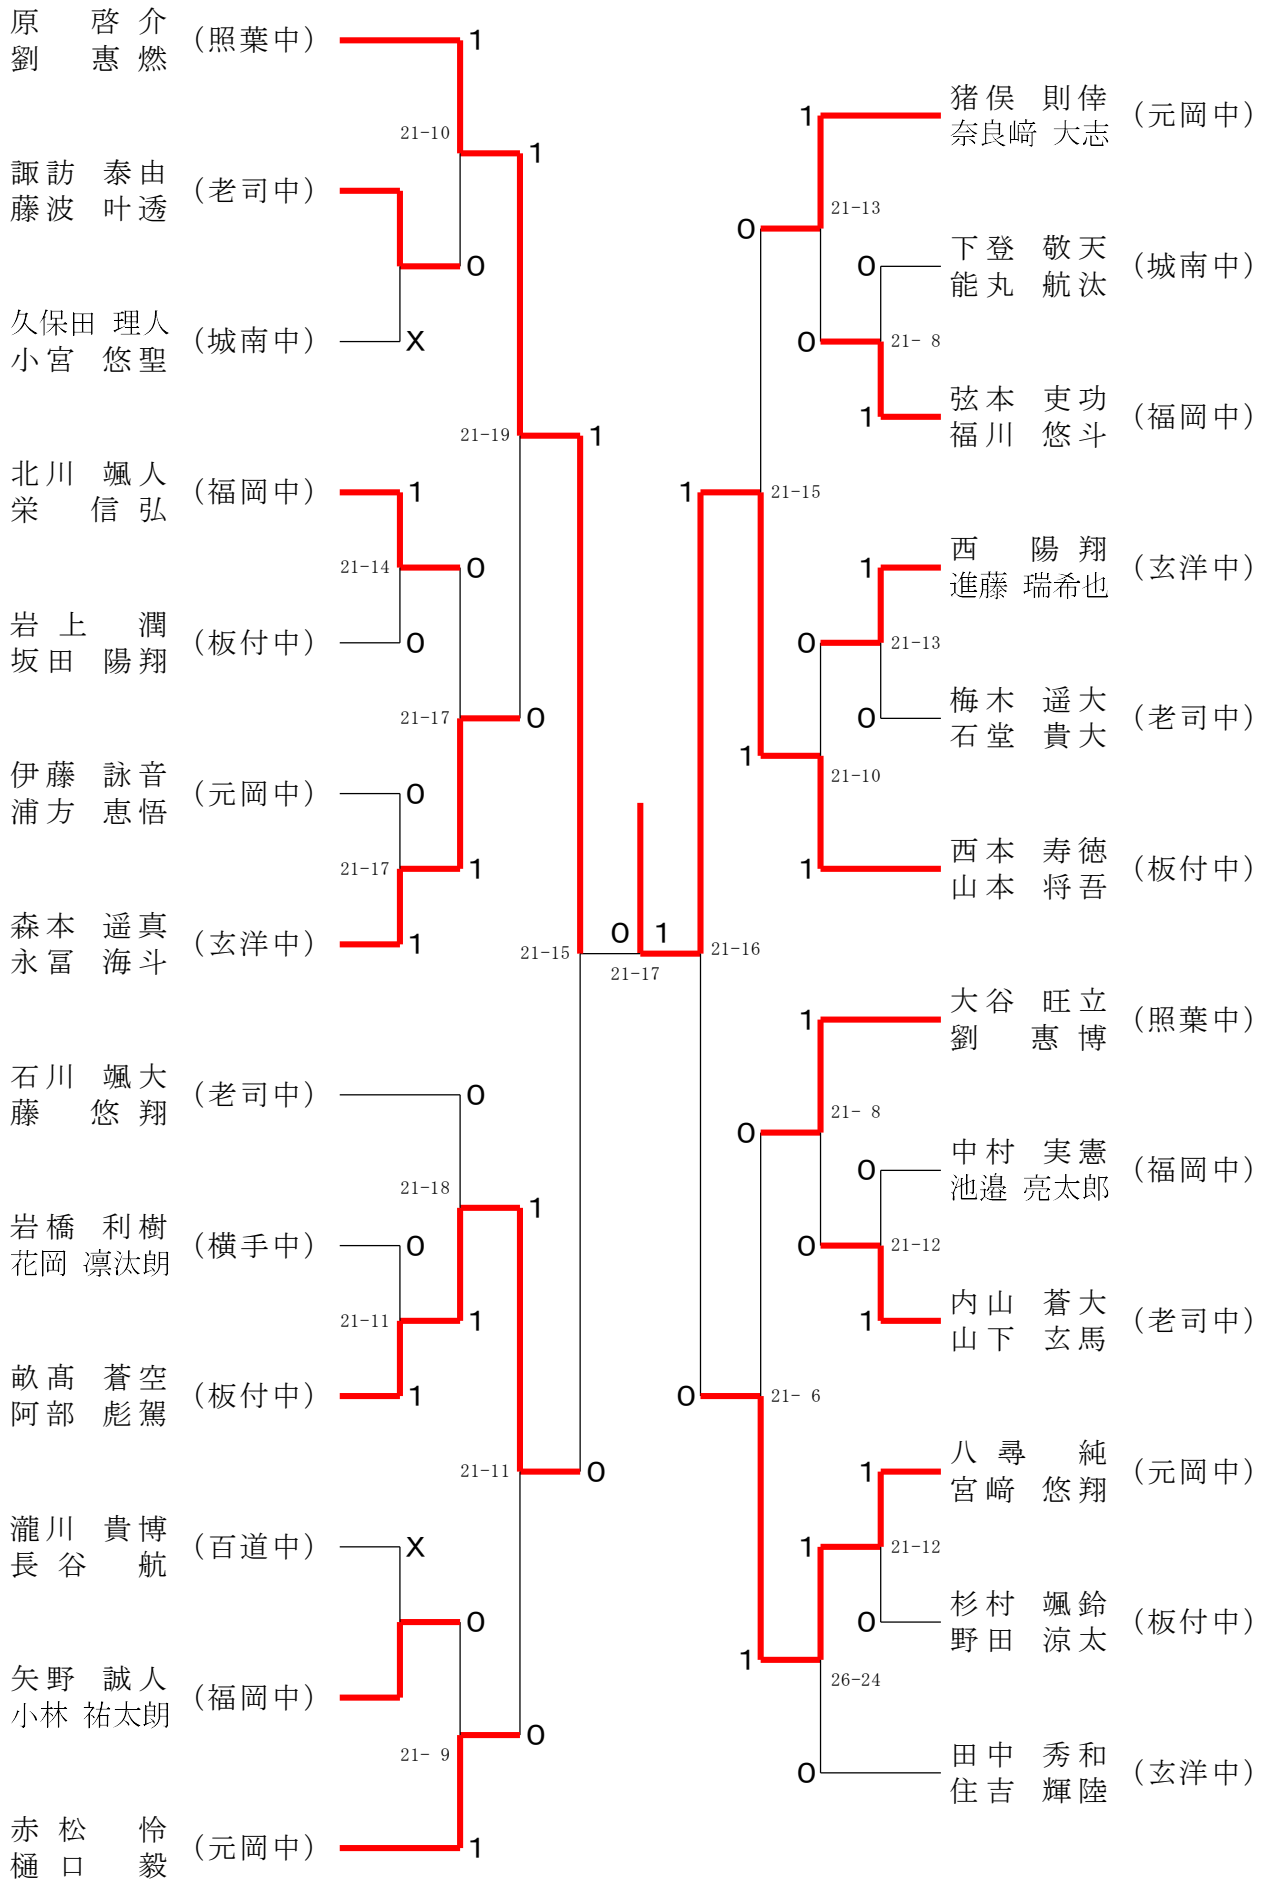 原 啓介
劉 惠燃
(照葉中)
1
21-10
1
諏訪 泰由
藤波 叶透
(老司中)
0
久保田 理人
小宮 悠聖
(城南中)
X
21-19
1
北川 颯人
栄 信弘
(福岡中)
1
21-14
0
岩上 潤
坂田 陽翔
(板付中)
0
21-17
0
伊藤 詠音
浦方 恵悟
(元岡中)
0
21-17
1
森本 遥真
永冨 海斗
(玄洋中)
1
21-15
0
1
21-17
石川 颯大
藤 悠翔
(老司中)
0
21-18
1
岩橋 利樹
花岡 凛汰朗
(横手中)
0
21-11
1
畝髙 蒼空
阿部 彪駕
(板付中)
1
21-11
0
瀧川 貴博
長谷 航
(百道中)
X
0
矢野 誠人
小林 祐太朗
(福岡中)
21- 9
0
赤松 怜
樋口 毅
(元岡中)
1
1
猪俣 則倖
奈良﨑 大志
(元岡中)
21-13
0
0
下登 敬天
能丸 航汰
(城南中)
0
21- 8
1
弦本 吏功
福川 悠斗
(福岡中)
1
21-15
1
西 陽翔
進藤 瑞希也
(玄洋中)
0
21-13
0
梅木 遥大
石堂 貴大
(老司中)
1
21-10
1
西本 寿徳
山本 将吾
(板付中)
21-16
1
大谷 旺立
劉 惠博
(照葉中)
21- 8
0
0
中村 実憲
池邉 亮太郎
(福岡中)
0
21-12
1
内山 蒼大
山下 玄馬
(老司中)
0
21- 6
1
八尋 純
宮﨑 悠翔
(元岡中)
1
21-12
0
杉村 颯鈴
野田 涼太
(板付中)
1
26-24
0
田中 秀和
住吉 輝陸
(玄洋中)